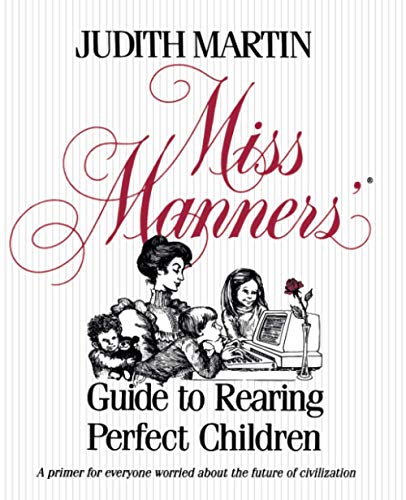 JUDITH MARTIN
Miss
Manners'®
Guide to Rearing
Perfect Children
A primer for everyone worried about the future of civilization